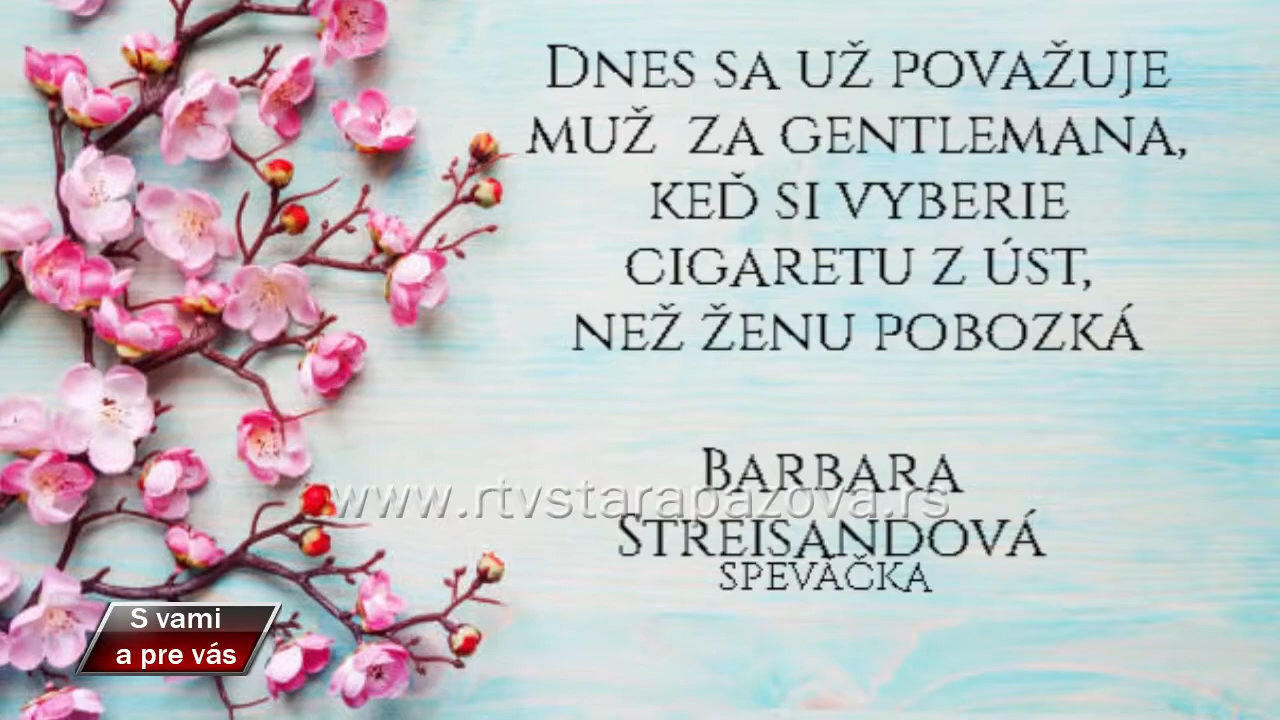 Dnes sa už považuje
muž za gentlemana,
keď si vyberie
cigaretu z úst,
než ženu pobozká
Barbara
www.rtvstarapazova.rs
Streisandová
speváčka
S vami
a pre vás